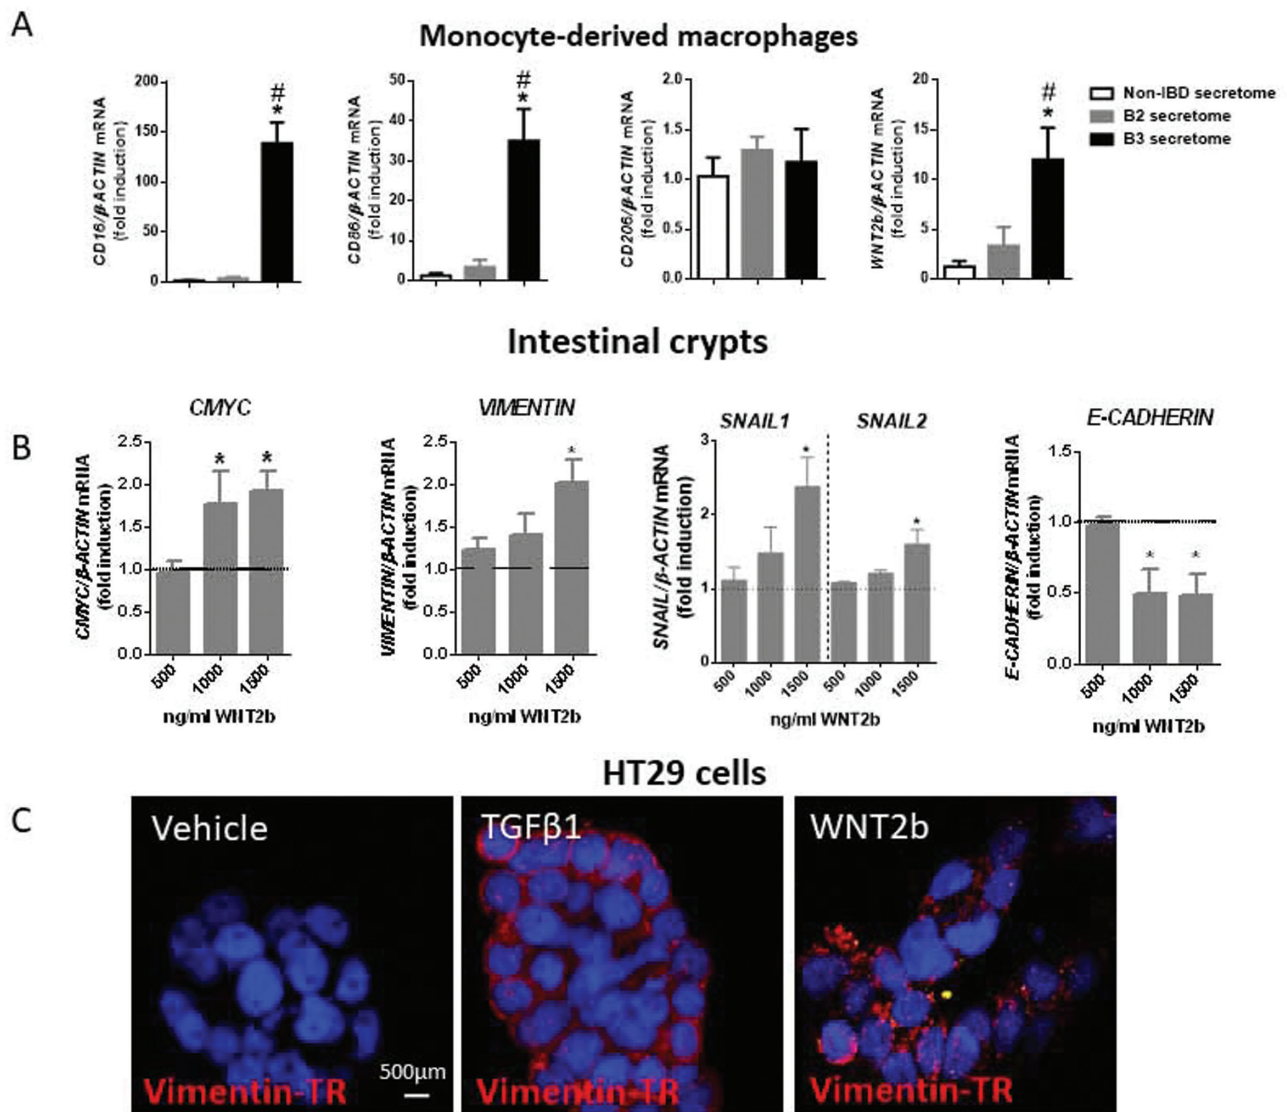 A
Monocyte-derived macrophages
CD16/β-ACTIN mRNA
(fold induction)
200
150
100
50
0
#
*
CD86/β-ACTIN mRNA
(fold induction)
50
40
30
20
10
0
#
*
CD206/β-ACTIN mRNA
(fold induction)
2.0
1.5
1.0
0.5
0.0
WNT2b/β-ACTIN mRNA
(fold induction)
20
15
10
5
0
#
*
Non-IBD secretome
B2 secretome
B3 secretome
Intestinal crypts
B
CMYC
CMYC/β-ACTIN mRNA
(fold induction)
2.5
2.0
1.5
1.0
0.5
0.0
* *
500 1000 1500
ng/ml WNT2b
VIMENTIN
VIMENTIN/β-ACTIN mRNA
(fold induction)
2.5
2.0
1.5
1.0
0.5
0.0
*
500 1000 1500
ng/ml WNT2b
SNAIL1 SNAIL2
SNAIL/β-ACTIN mRNA
(fold induction)
3
2
1
0
* *
500 1000 1500 500 1000 1500
ng/ml WNT2b
E-CADHERIN
E-CADHERIN/β-ACTIN mRNA
(fold induction)
1.5
1.0
0.5
0.0
* *
500 1000 1500
ng/ml WNT2b
HT29 cells
C
Vehicle
500µm
Vimentin-TR
TGFβ1
Vimentin-TR
WNT2b
Vimentin-TR